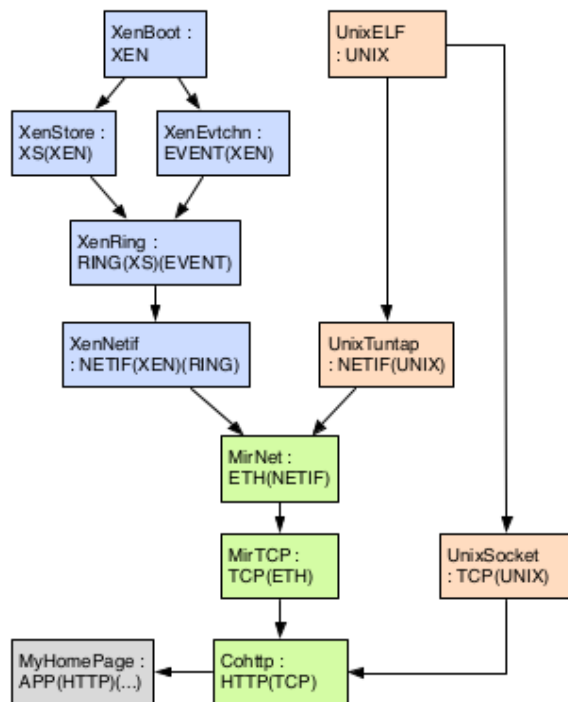 XenBoot :
XEN
UnixELF
: UNIX
XenStore :
XS(XEN)
XenEvtchn :
EVENT(XEN)
XenRing :
RING(XS)(EVENT)
XenNetif
: NETIF(XEN)(RING)
UnixTuntap
: NETIF(UNIX)
MirNet :
ETH(NETIF)
MirTCP :
TCP(ETH)
UnixSocket
: TCP(UNIX)
MyHomePage :
APP(HTTP)(...)
Cohttp :
HTTP(TCP)